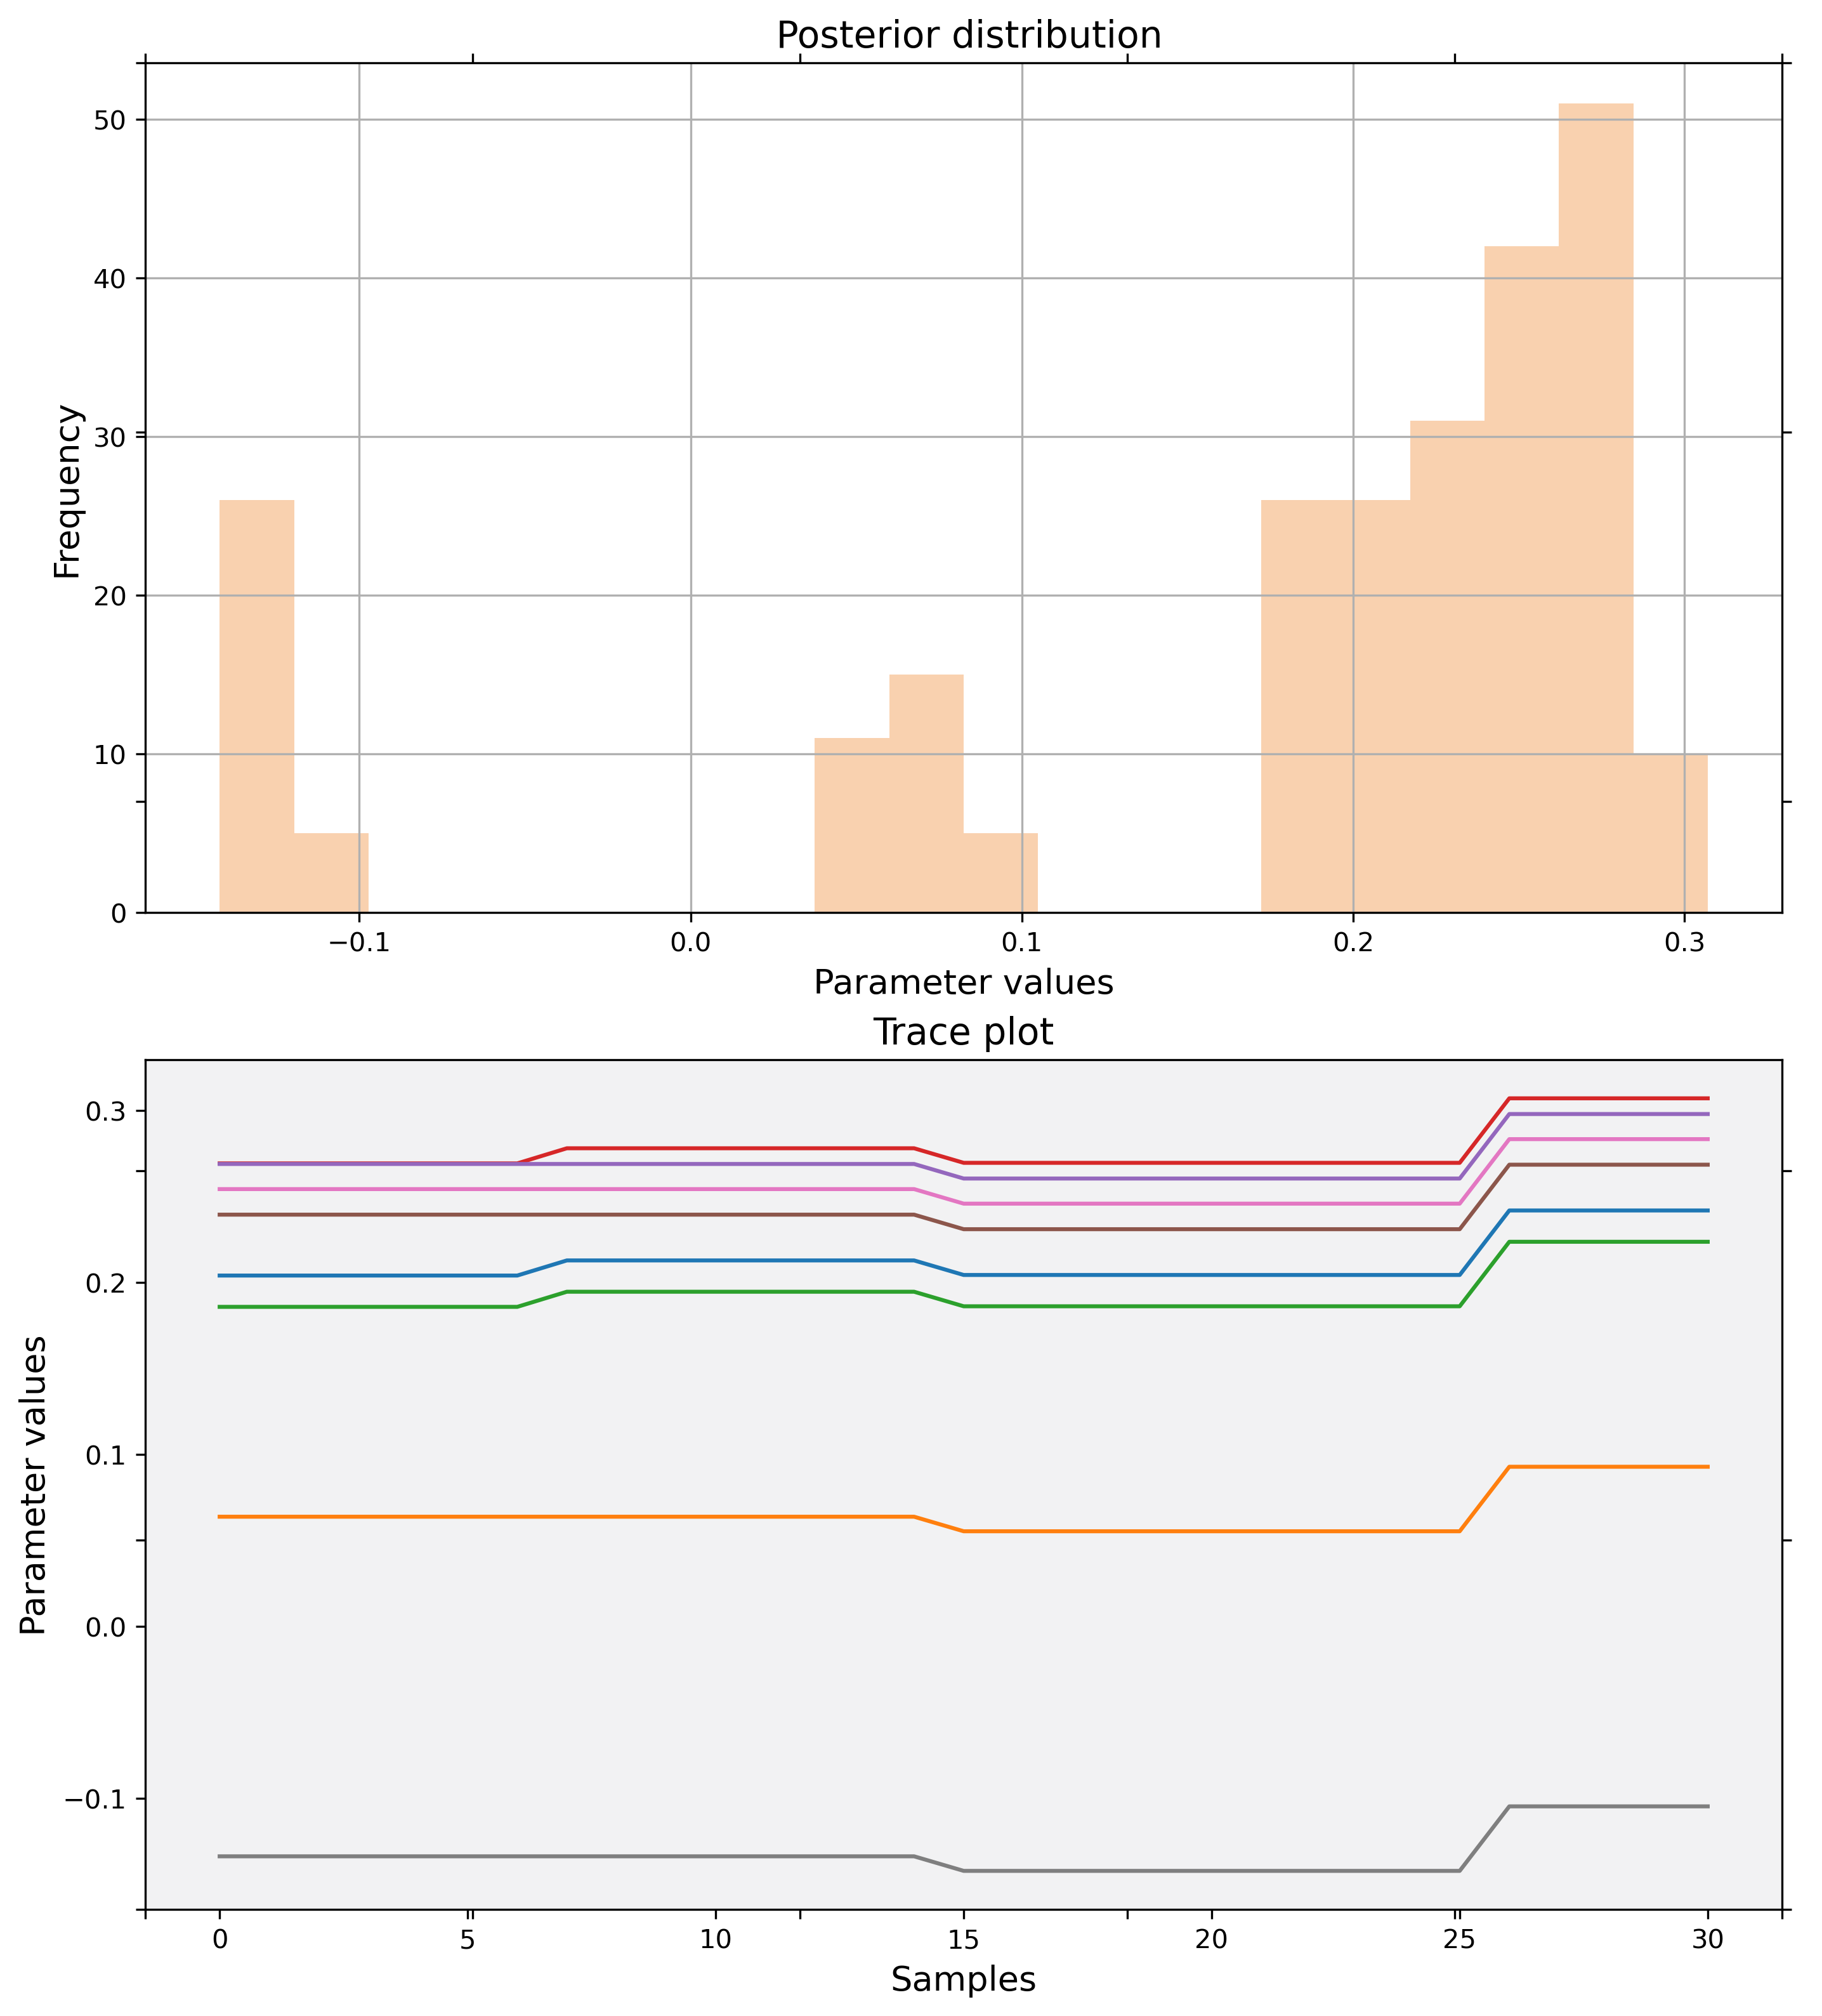 Posterior distribution
50
40
30
20
10
0
Frequency
−0.1 0.0 0.1 0.2 0.3
Parameter values
Trace plot
0.3
0.2
0.1
0.0
−0.1
Parameter values
0 5 10 15 20 25 30
Samples